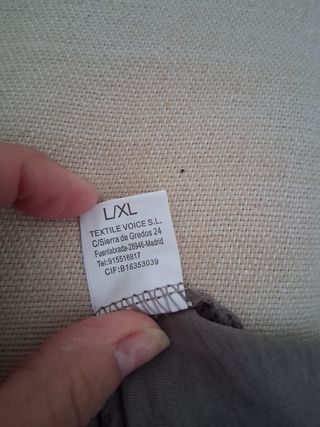 L/XL
TEXTILE VOICE S.L.
C/Sierra de Gredos 24
Fuenlabrada-28946-Madrid
Tel:915516817
CIF:B16353039